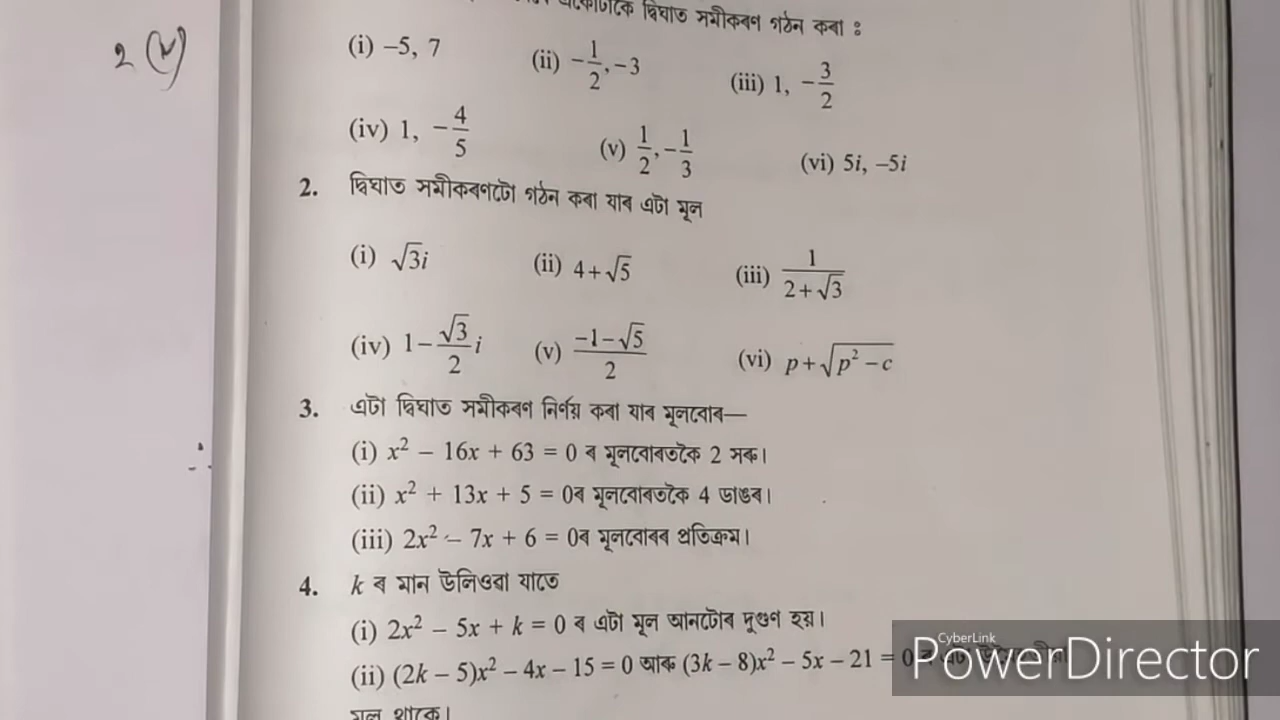 দ্বিঘাত সমীকৰণ গঠন কৰা :
2 (v)
(i) –5, 7 (ii) −1/2, −3 (iii) 1, −3/2
(iv) 1, −4/5 (v) 1/2, −1/3 (vi) 5i, –5i
2. দ্বিঘাত সমীকৰণটো গঠন কৰা যাৰ এটা মূল
(i) √3i (ii) 4+√5 (iii) 1/(2+√3)
(iv) 1−(√3/2)i (v) (−1−√5)/2 (vi) p+√(p²−c)
3. এটা দ্বিঘাত সমীকৰণ নিৰ্ণয় কৰা যাৰ মূলবোৰ—
(i) x² – 16x + 63 = 0 ৰ মূলবোৰতকৈ 2 সৰু।
(ii) x² + 13x + 5 = 0ৰ মূলবোৰতকৈ 4 ডাঙৰ।
(iii) 2x² – 7x + 6 = 0ৰ মূলবোৰৰ প্ৰতিক্ৰম।
4. k ৰ মান উলিওৱা যাতে
(i) 2x² – 5x + k = 0 ৰ এটা মূল আনটোৰ দুগুণ হয়।
(ii) (2k – 5)x² – 4x – 15 = 0 আৰু (3k – 8)x² – 5x – 21 = 0
মূল থাকে।
CyberLink
PowerDirector